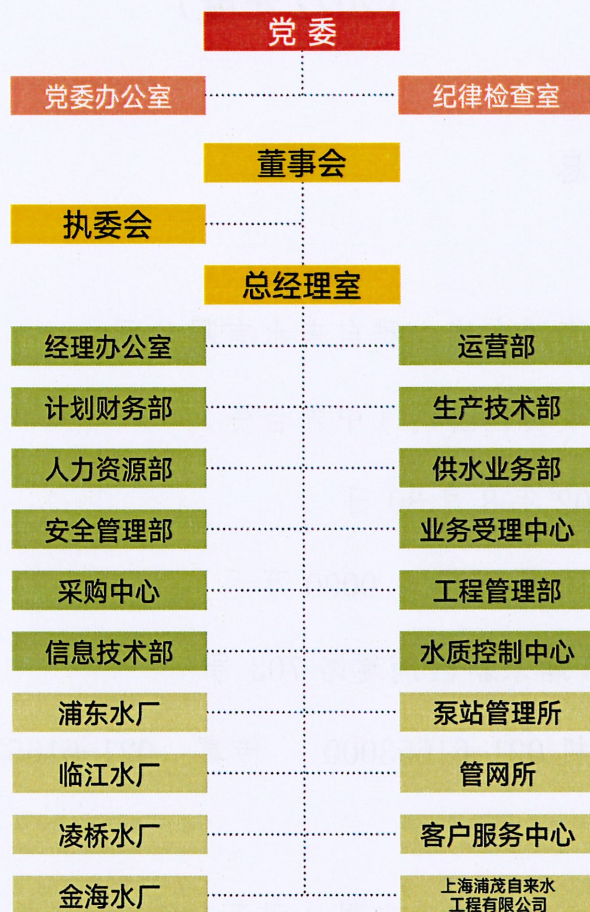 党委
党委办公室
纪律检查室
董事会
执委会
总经理室
经理办公室
运营部
计划财务部
生产技术部
人力资源部
供水业务部
安全管理部
业务受理中心
采购中心
工程管理部
信息技术部
水质控制中心
浦东水厂
泵站管理所
临江水厂
管网所
凌桥水厂
客户服务中心
金海水厂
上海浦茂自来水
工程有限公司